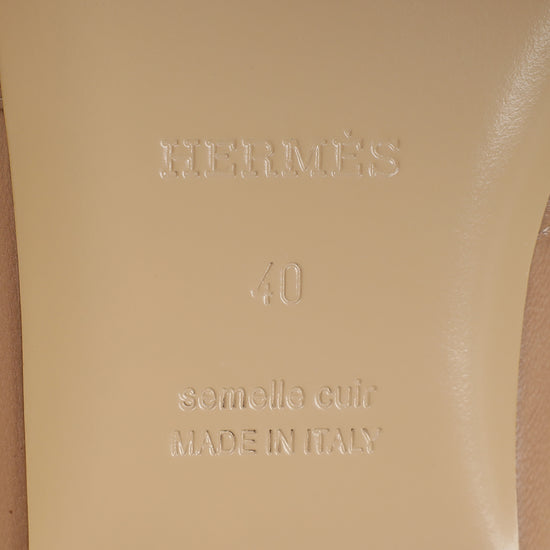 HERMÈS
40
semelle cuir
MADE IN ITALY